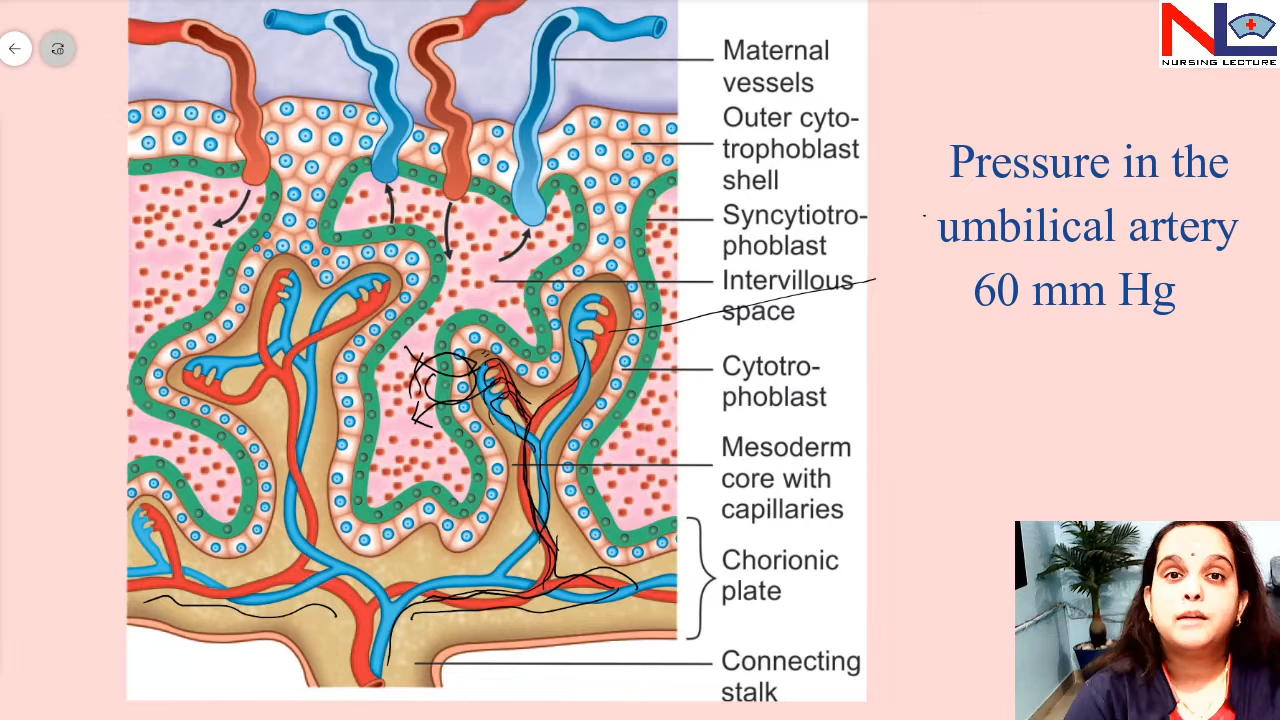 NL
NURSING LECTURE
Maternal
vessels
Outer cyto-
trophoblast
shell
Syncytiotro-
phoblast
Intervillous
space
Cytotro-
phoblast
Mesoderm
core with
capillaries
Chorionic
plate
Connecting
stalk
Pressure in the
umbilical artery
60 mm Hg